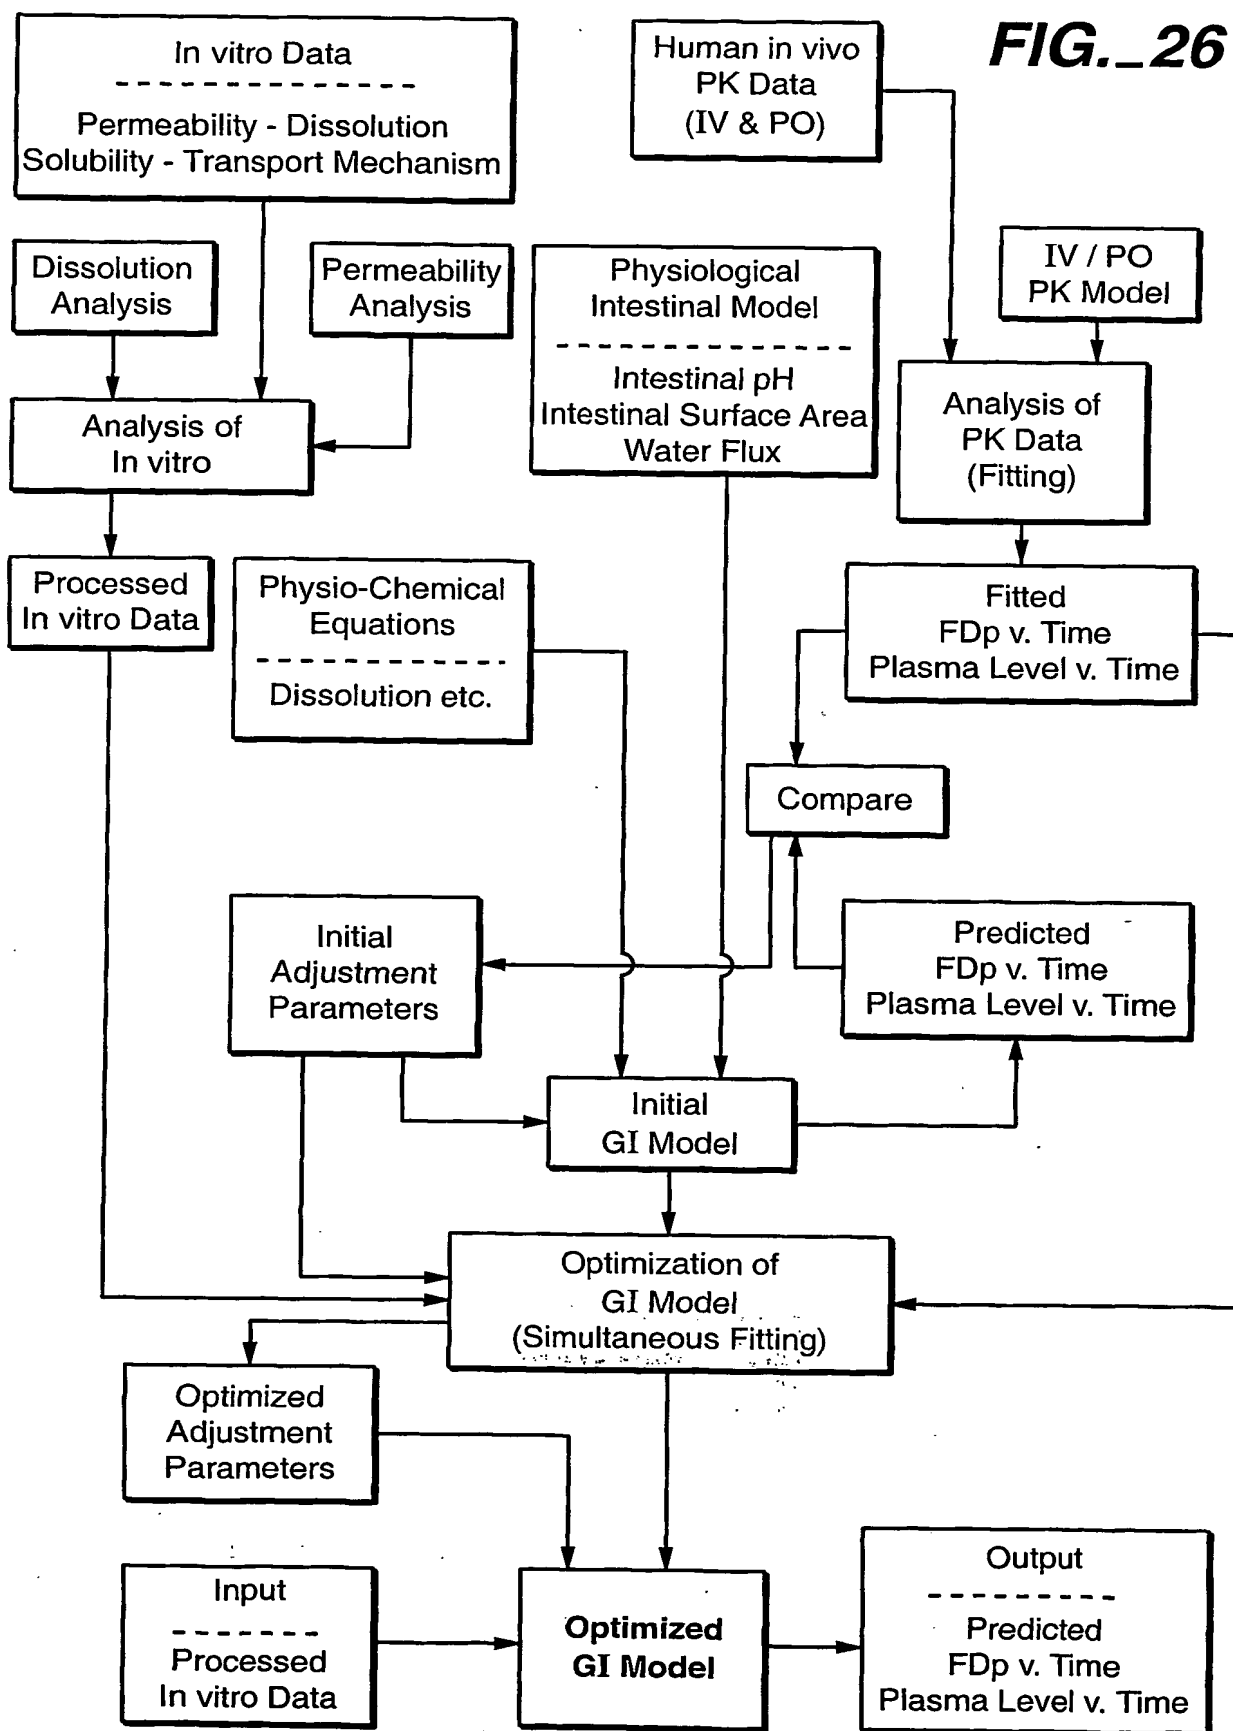 FIG._26
In vitro Data
Permeability - Dissolution
Solubility - Transport Mechanism
Human in vivo
PK Data
(IV & PO)
Dissolution
Analysis
Permeability
Analysis
Physiological
Intestinal Model
Intestinal pH
Intestinal Surface Area
Water Flux
IV / PO
PK Model
Analysis of
In vitro
Analysis of
PK Data
(Fitting)
Processed
In vitro Data
Physio-Chemical
Equations
Dissolution etc.
Fitted
FDp v. Time
Plasma Level v. Time
Compare
Initial
Adjustment
Parameters
Predicted
FDp v. Time
Plasma Level v. Time
Initial
GI Model
Optimization of
GI Model
(Simultaneous Fitting)
Optimized
Adjustment
Parameters
Input
Processed
In vitro Data
Optimized
GI Model
Output
Predicted
FDp v. Time
Plasma Level v. Time